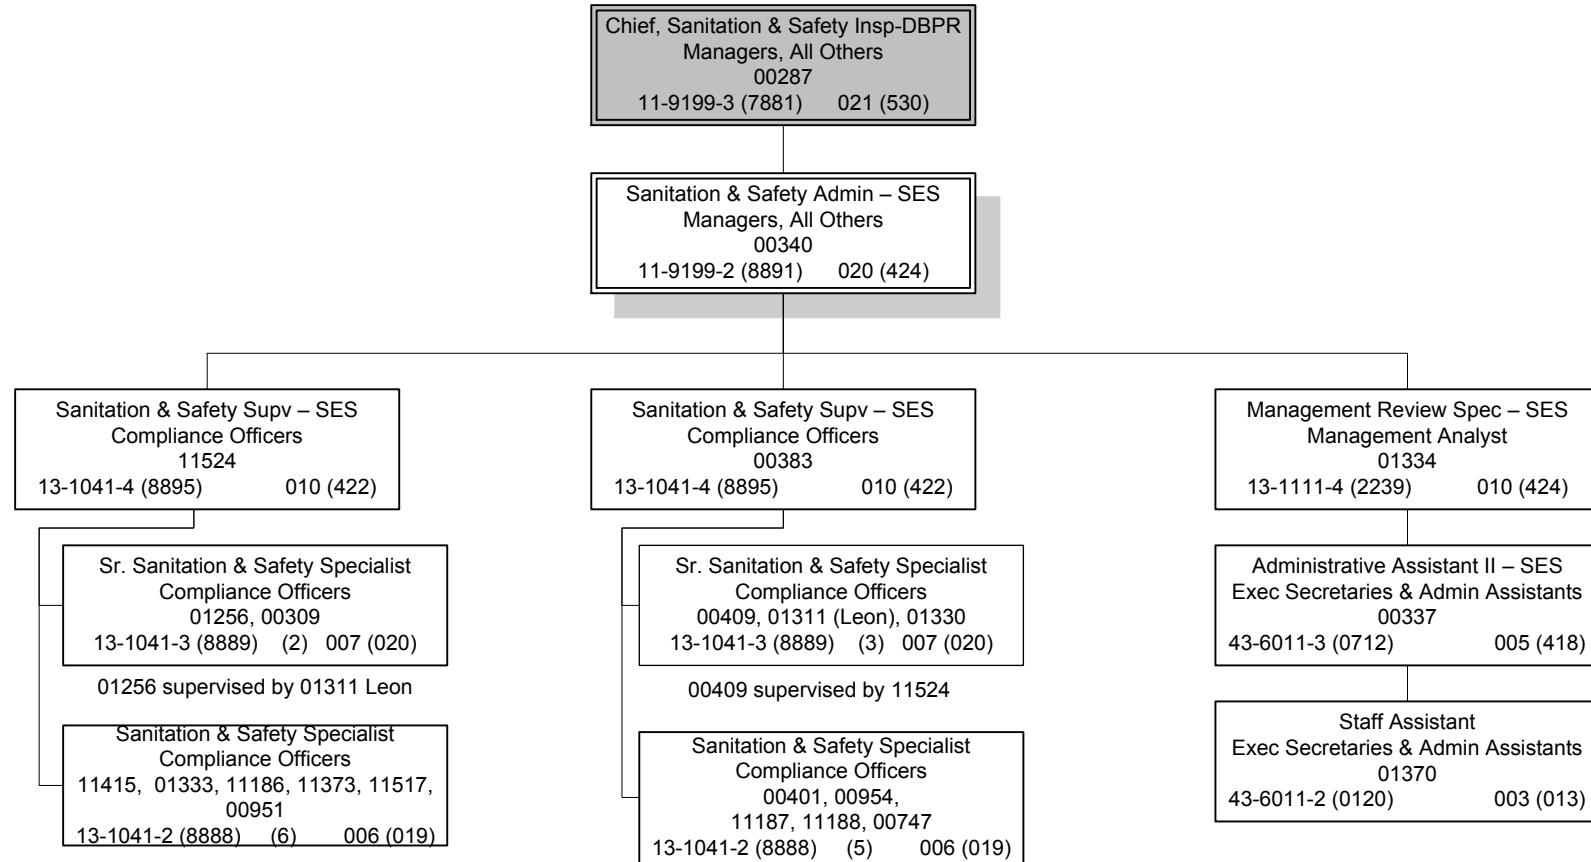 Chief, Sanitation & Safety Insp-DBPR
Managers, All Others
00287
11-9199-3 (7881) 021 (530)
Sanitation & Safety Admin – SES
Managers, All Others
00340
11-9199-2 (8891) 020 (424)
Sanitation & Safety Supv – SES
Compliance Officers
11524
13-1041-4 (8895) 010 (422)
Sr. Sanitation & Safety Specialist
Compliance Officers
01256, 00309
13-1041-3 (8889) (2) 007 (020)
01256 supervised by 01311 Leon
Sanitation & Safety Specialist
Compliance Officers
11415, 01333, 11186, 11373, 11517,
00951
13-1041-2 (8888) (6) 006 (019)
Sanitation & Safety Supv – SES
Compliance Officers
00383
13-1041-4 (8895) 010 (422)
Sr. Sanitation & Safety Specialist
Compliance Officers
00409, 01311 (Leon), 01330
13-1041-3 (8889) (3) 007 (020)
00409 supervised by 11524
Sanitation & Safety Specialist
Compliance Officers
00401, 00954,
11187, 11188, 00747
13-1041-2 (8888) (5) 006 (019)
Management Review Spec – SES
Management Analyst
01334
13-1111-4 (2239) 010 (424)
Administrative Assistant II – SES
Exec Secretaries & Admin Assistants
00337
43-6011-3 (0712) 005 (418)
Staff Assistant
Exec Secretaries & Admin Assistants
01370
43-6011-2 (0120) 003 (013)